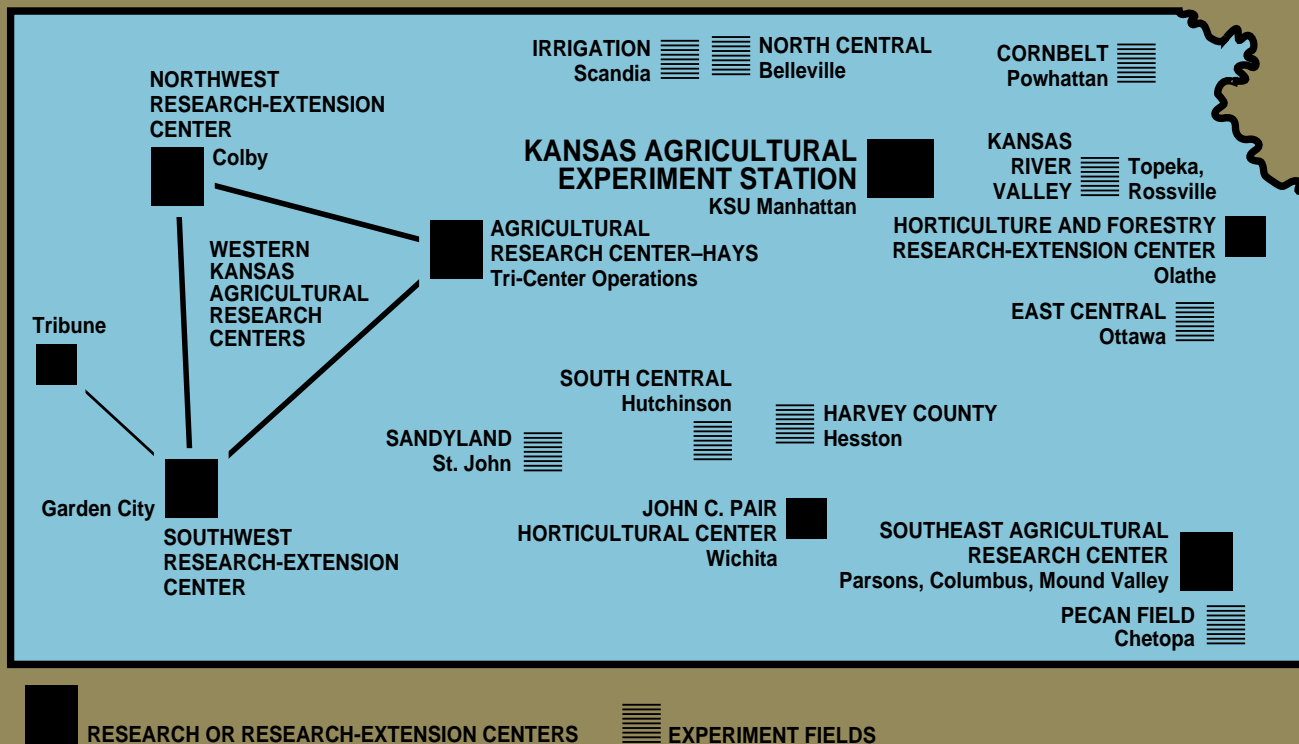 IRRIGATION
Scandia
NORTH CENTRAL
Belleville
CORNBELT
Powhattan
NORTHWEST
RESEARCH-EXTENSION
CENTER
Colby
KANSAS AGRICULTURAL
EXPERIMENT STATION
KSU Manhattan
KANSAS
RIVER
VALLEY
Topeka,
Rossville
HORTICULTURE AND FORESTRY
RESEARCH-EXTENSION CENTER
Olathe
AGRICULTURAL
RESEARCH CENTER–HAYS
Tri-Center Operations
WESTERN
KANSAS
AGRICULTURAL
RESEARCH
CENTERS
Tribune
EAST CENTRAL
Ottawa
SOUTH CENTRAL
Hutchinson
HARVEY COUNTY
Hesston
SANDYLAND
St. John
Garden City
SOUTHWEST
RESEARCH-EXTENSION
CENTER
JOHN C. PAIR
HORTICULTURAL CENTER
Wichita
SOUTHEAST AGRICULTURAL
RESEARCH CENTER
Parsons, Columbus, Mound Valley
PECAN FIELD
Chetopa
RESEARCH OR RESEARCH-EXTENSION CENTERS
EXPERIMENT FIELDS